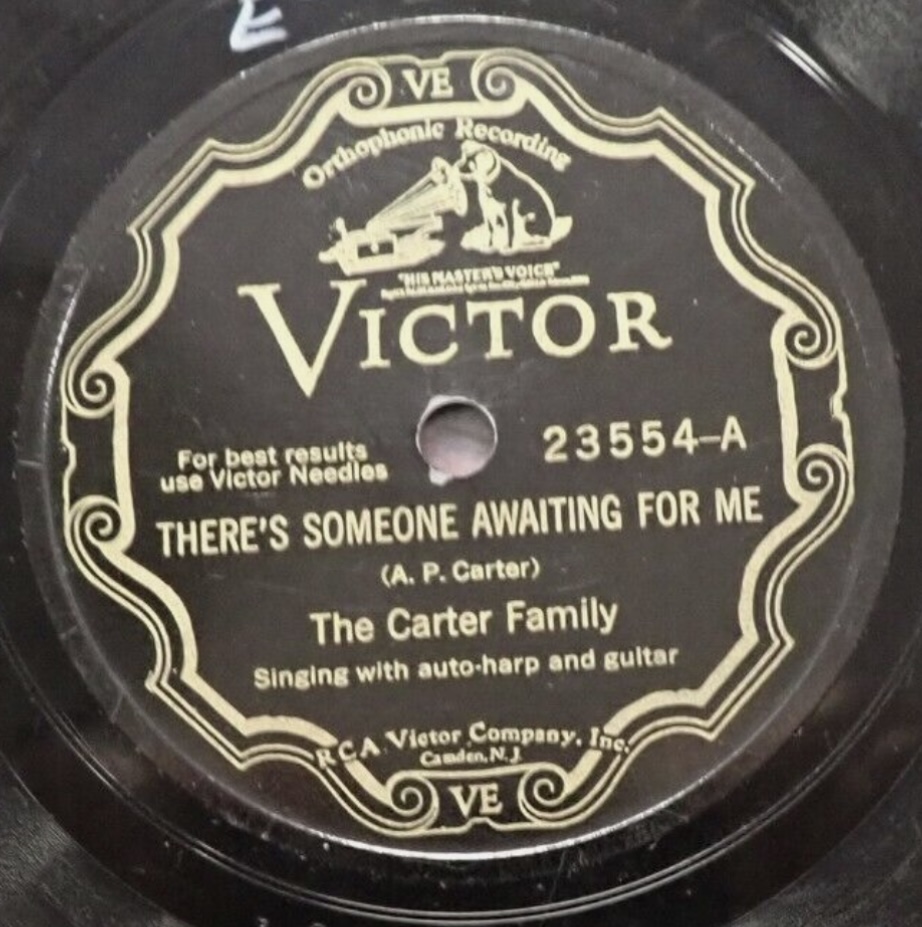 E
VE
Orthophonic Recording
"HIS MASTER'S VOICE"
VICTOR
For best results
use Victor Needles
23554-A
THERE'S SOMEONE AWAITING FOR ME
(A. P. Carter)
The Carter Family
Singing with auto-harp and guitar
RCA Victor Company, Inc.
Camden, N. J.
VE